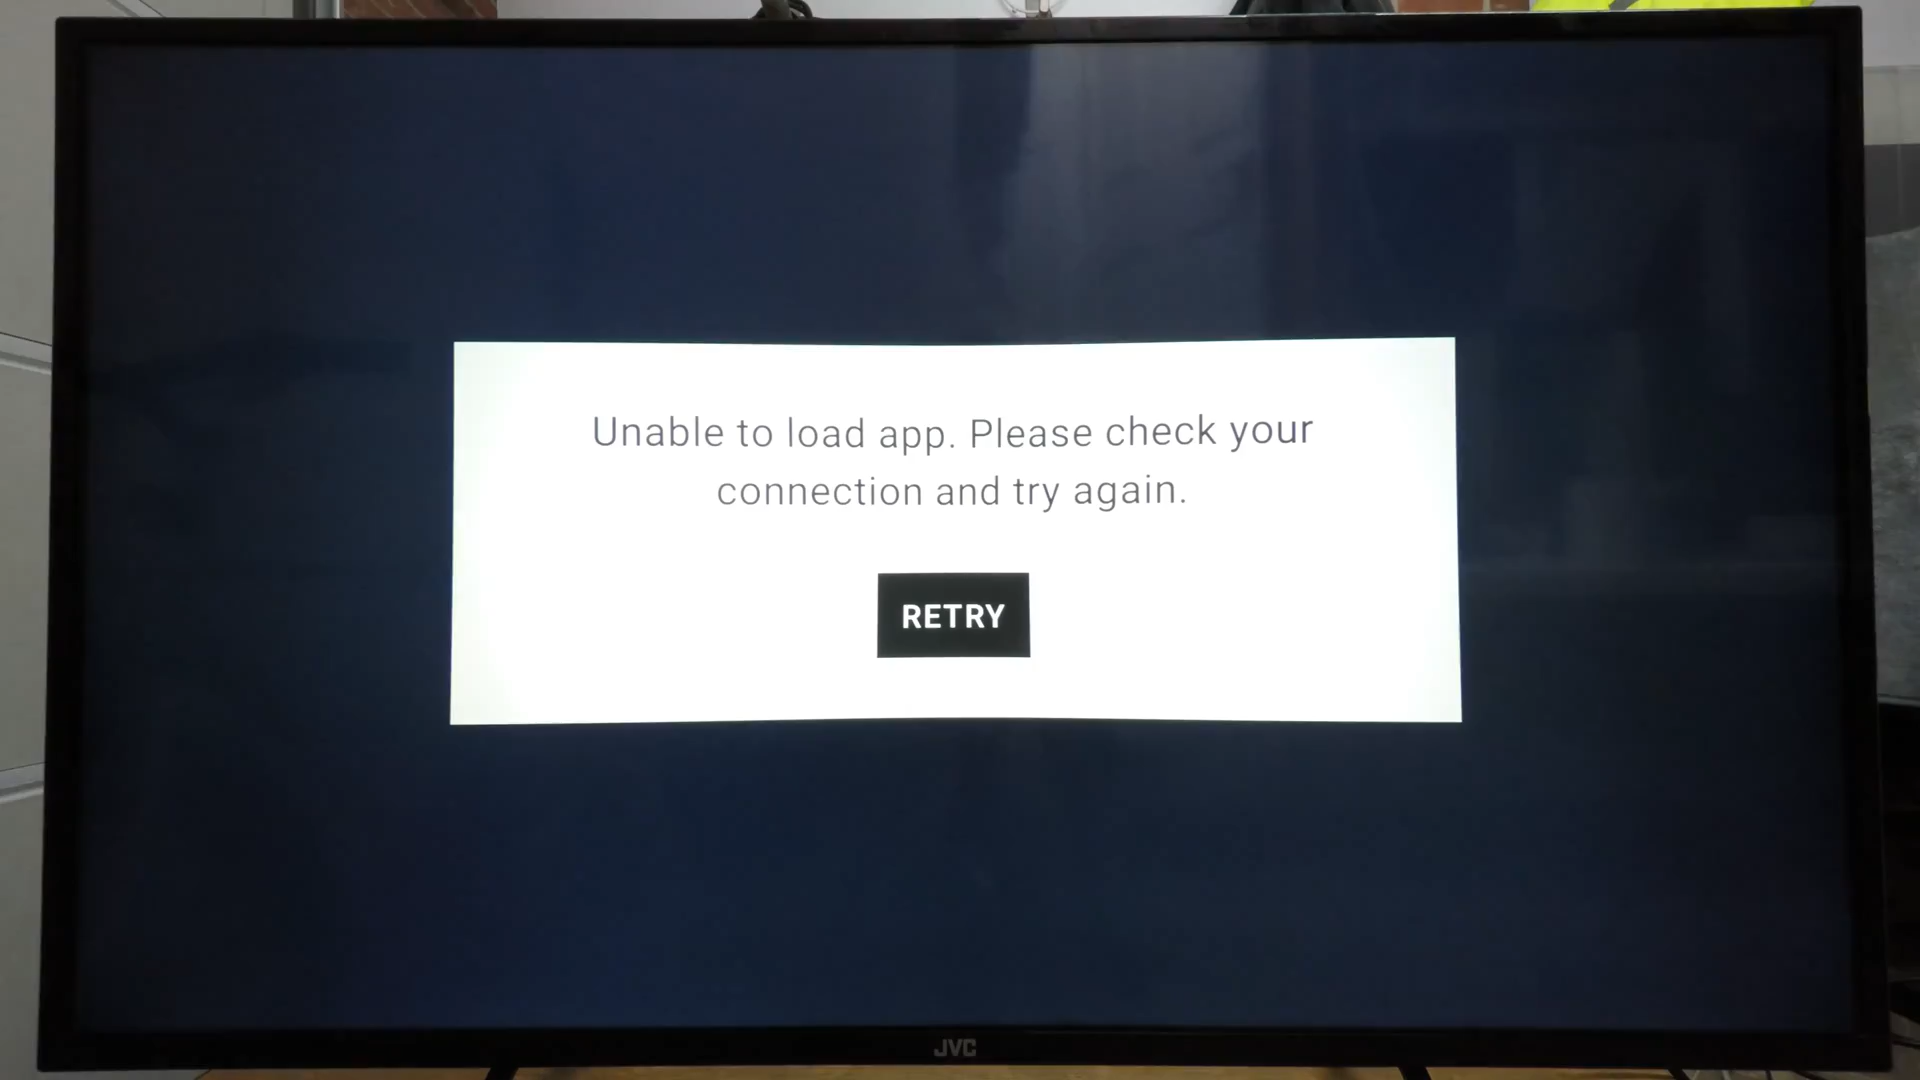 Unable to load app. Please check your
connection and try again.
RETRY
JVC